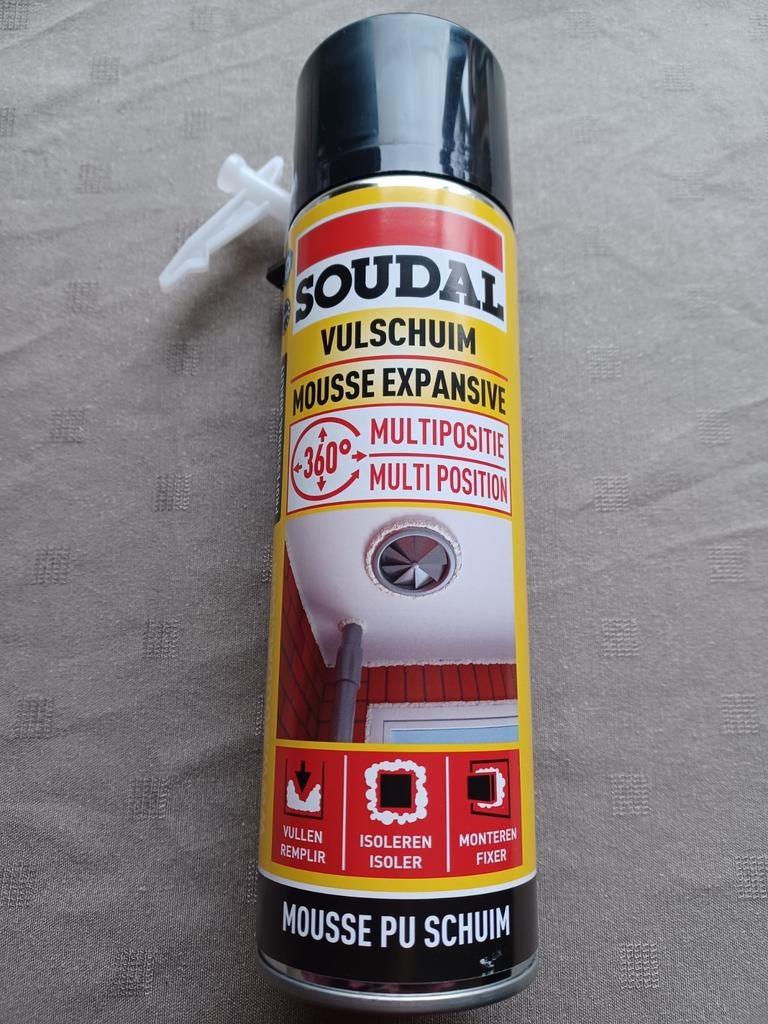 SOUDAL
VULSCHUIM
MOUSSE EXPANSIVE
360°
MULTIPOSITIE
MULTI POSITION
VULLEN
REMPLIR
ISOLEREN
ISOLER
MONTEREN
FIXER
MOUSSE PU SCHUIM